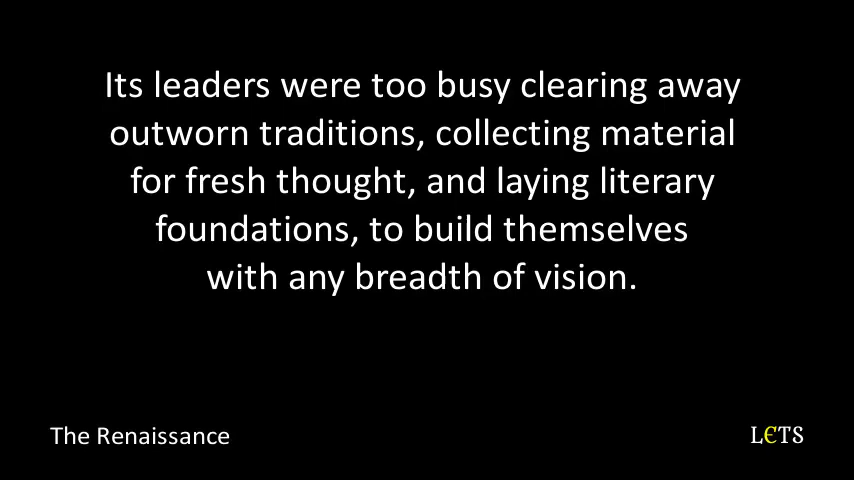 Its leaders were too busy clearing away
outworn traditions, collecting material
for fresh thought, and laying literary
foundations, to build themselves
with any breadth of vision.
The Renaissance
LЄTS